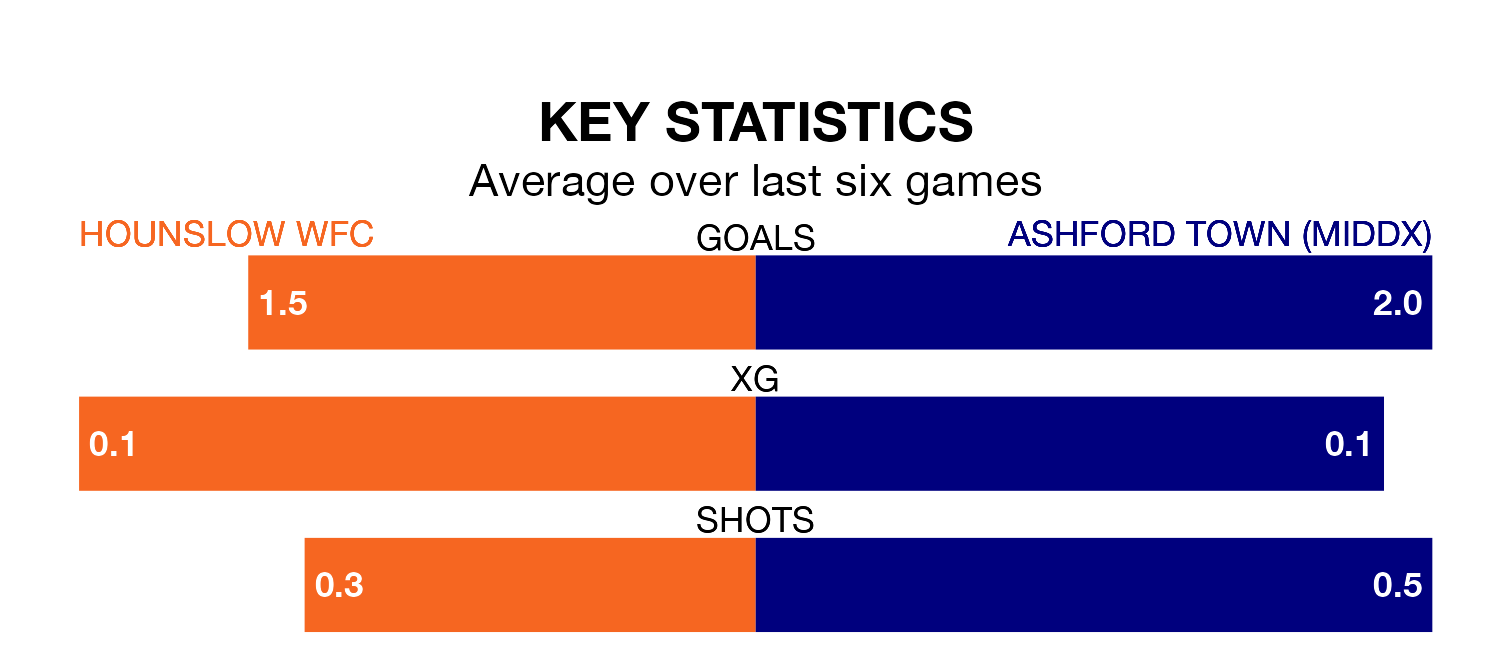 KEY STATISTICS
Average over last six games
HOUNSLOW WFC
GOALS
ASHFORD TOWN (MIDDX)
1.5
2.0
XG
0.1
0.1
SHOTS
0.3
0.5